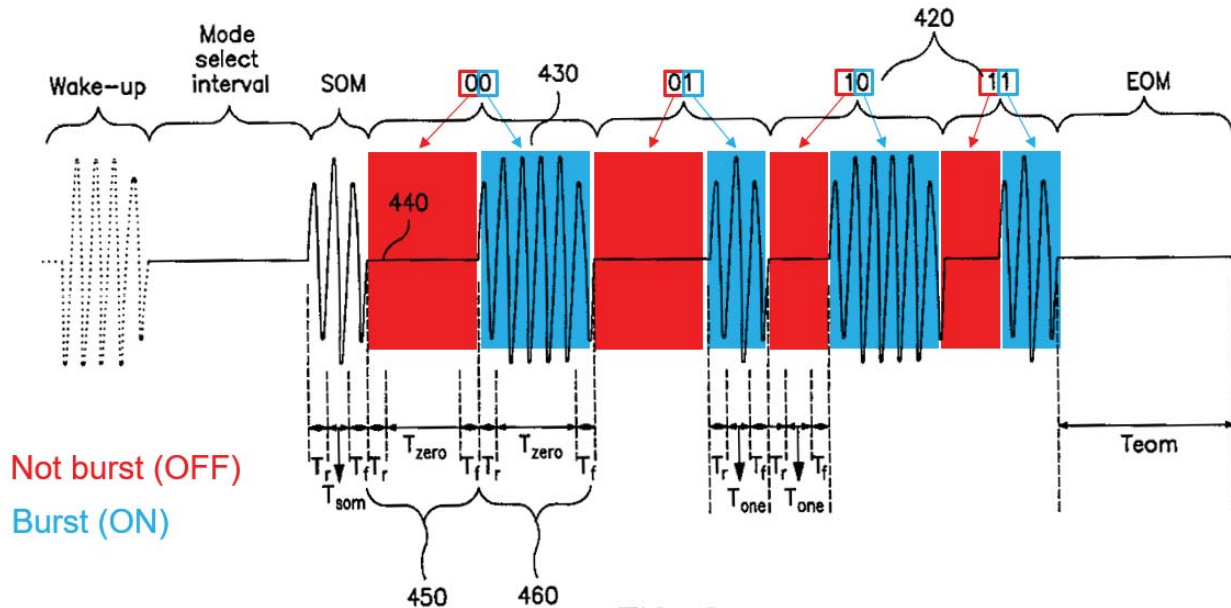 420
Mode
select
interval
Wake-up
SOM
00
430
01
10
11
EOM
440
Tzero
Tzero
Teom
Tr
Tf
Tr
Tf
Tr
Tf
Tr
Tf
Tr
Tf
Tsom
Tone
Tone
Not burst (OFF)
Burst (ON)
450
460